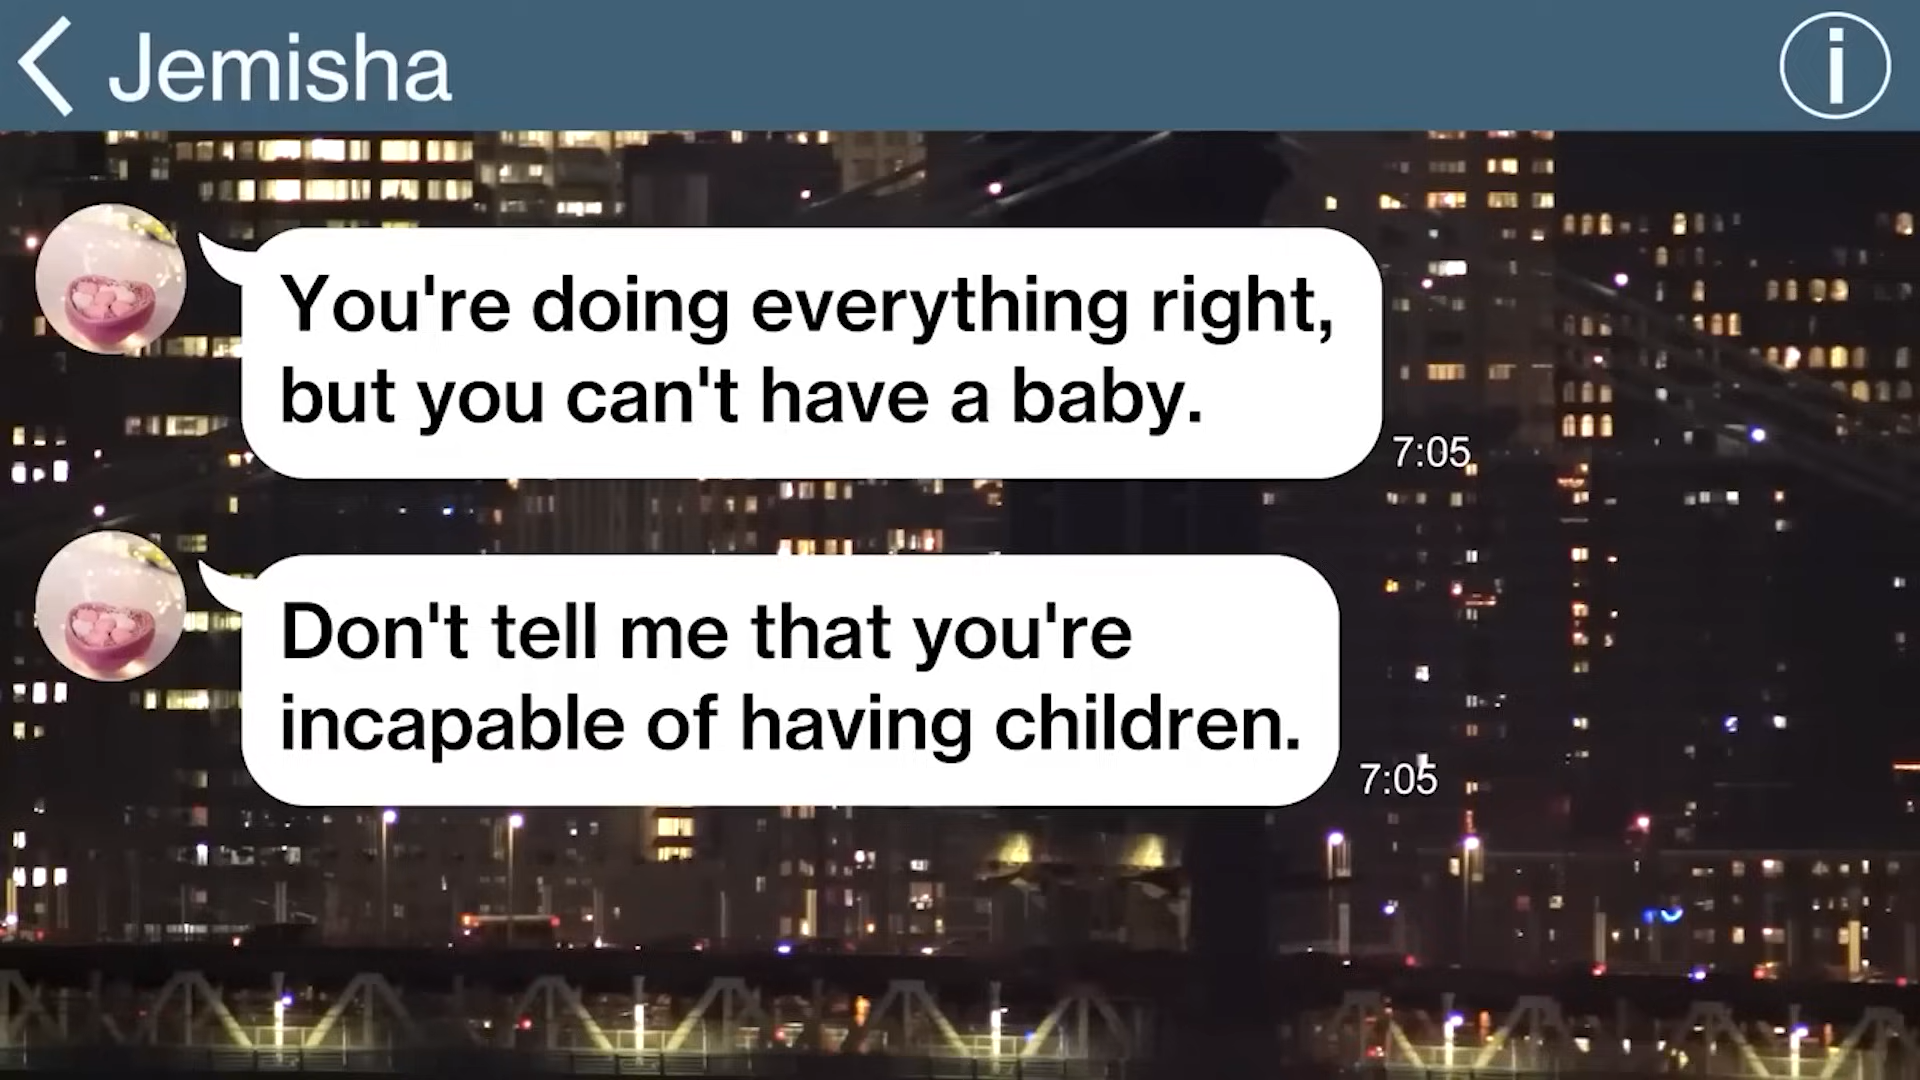 Jemisha
You're doing everything right,
but you can't have a baby.
7:05
Don't tell me that you're
incapable of having children.
7:05